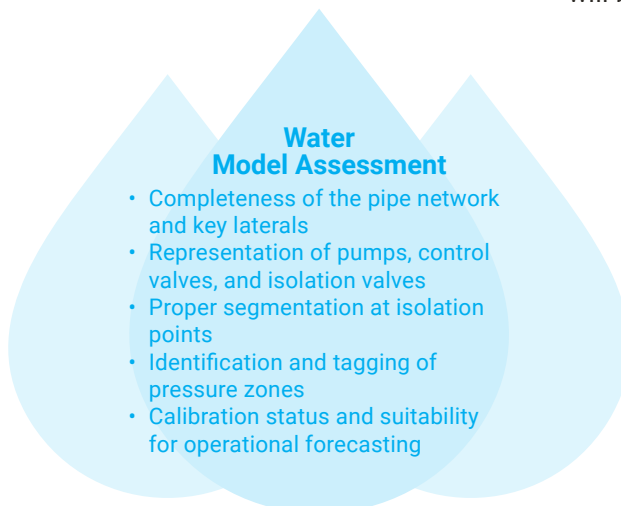 Water
Model Assessment
• Completeness of the pipe network
and key laterals
• Representation of pumps, control
valves, and isolation valves
• Proper segmentation at isolation
points
• Identification and tagging of
pressure zones
• Calibration status and suitability
for operational forecasting